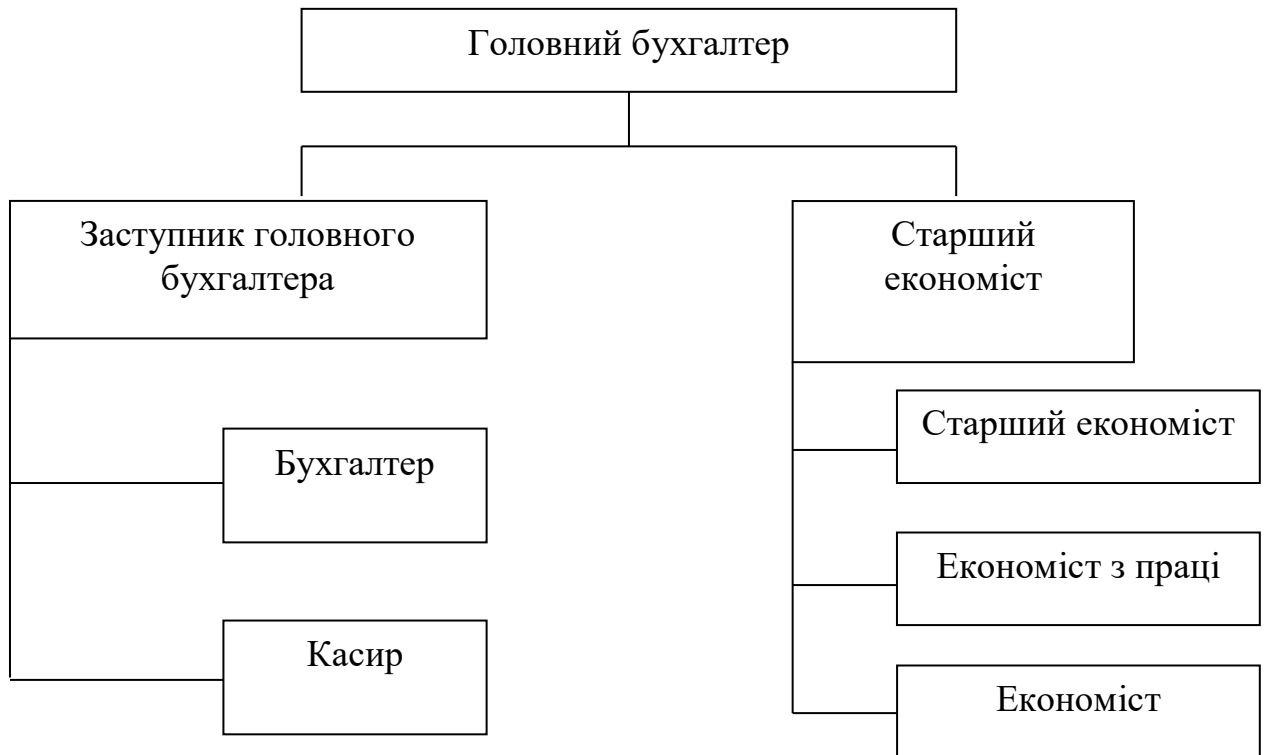 Головний бухгалтер
Заступник головного
бухгалтера
Старший
економіст
Бухгалтер
Касир
Старший економіст
Економіст з праці
Економіст